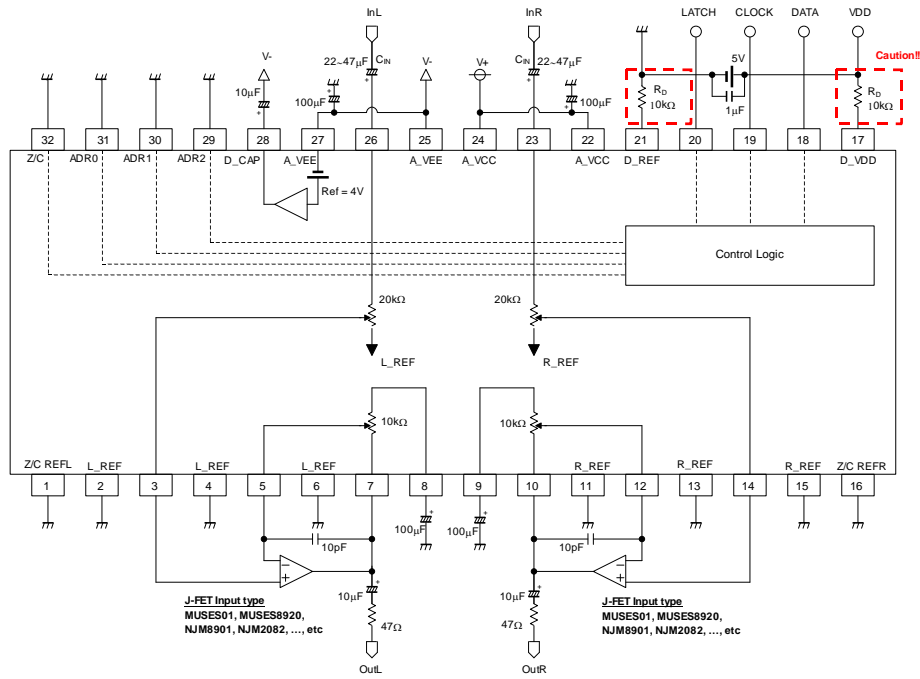 InL InR LATCH CLOCK DATA VDD
Caution!!
V- 22~47μF CIN V- V+ CIN 22~47μF 5V
10μF 100μF 100μF RD 10kΩ 1μF RD 10kΩ
32 31 30 29 28 27 26 25 24 23 22 21 20 19 18 17
Z/C ADR0 ADR1 ADR2 D_CAP A_VEE A_VEE A_VCC A_VCC D_REF D_VDD
Ref = 4V
Control Logic
20kΩ 20kΩ
L_REF R_REF
10kΩ 10kΩ
Z/C REFL L_REF L_REF L_REF R_REF R_REF R_REF Z/C REFR
1 2 3 4 5 6 7 8 9 10 11 12 13 14 15 16
100μF 100μF
10pF 10pF
10μF 10μF
47Ω 47Ω
J-FET Input type
MUSES01, MUSES8920,
NJM8901, NJM2082, ..., etc
J-FET Input type
MUSES01, MUSES8920,
NJM8901, NJM2082, ..., etc
OutL OutR